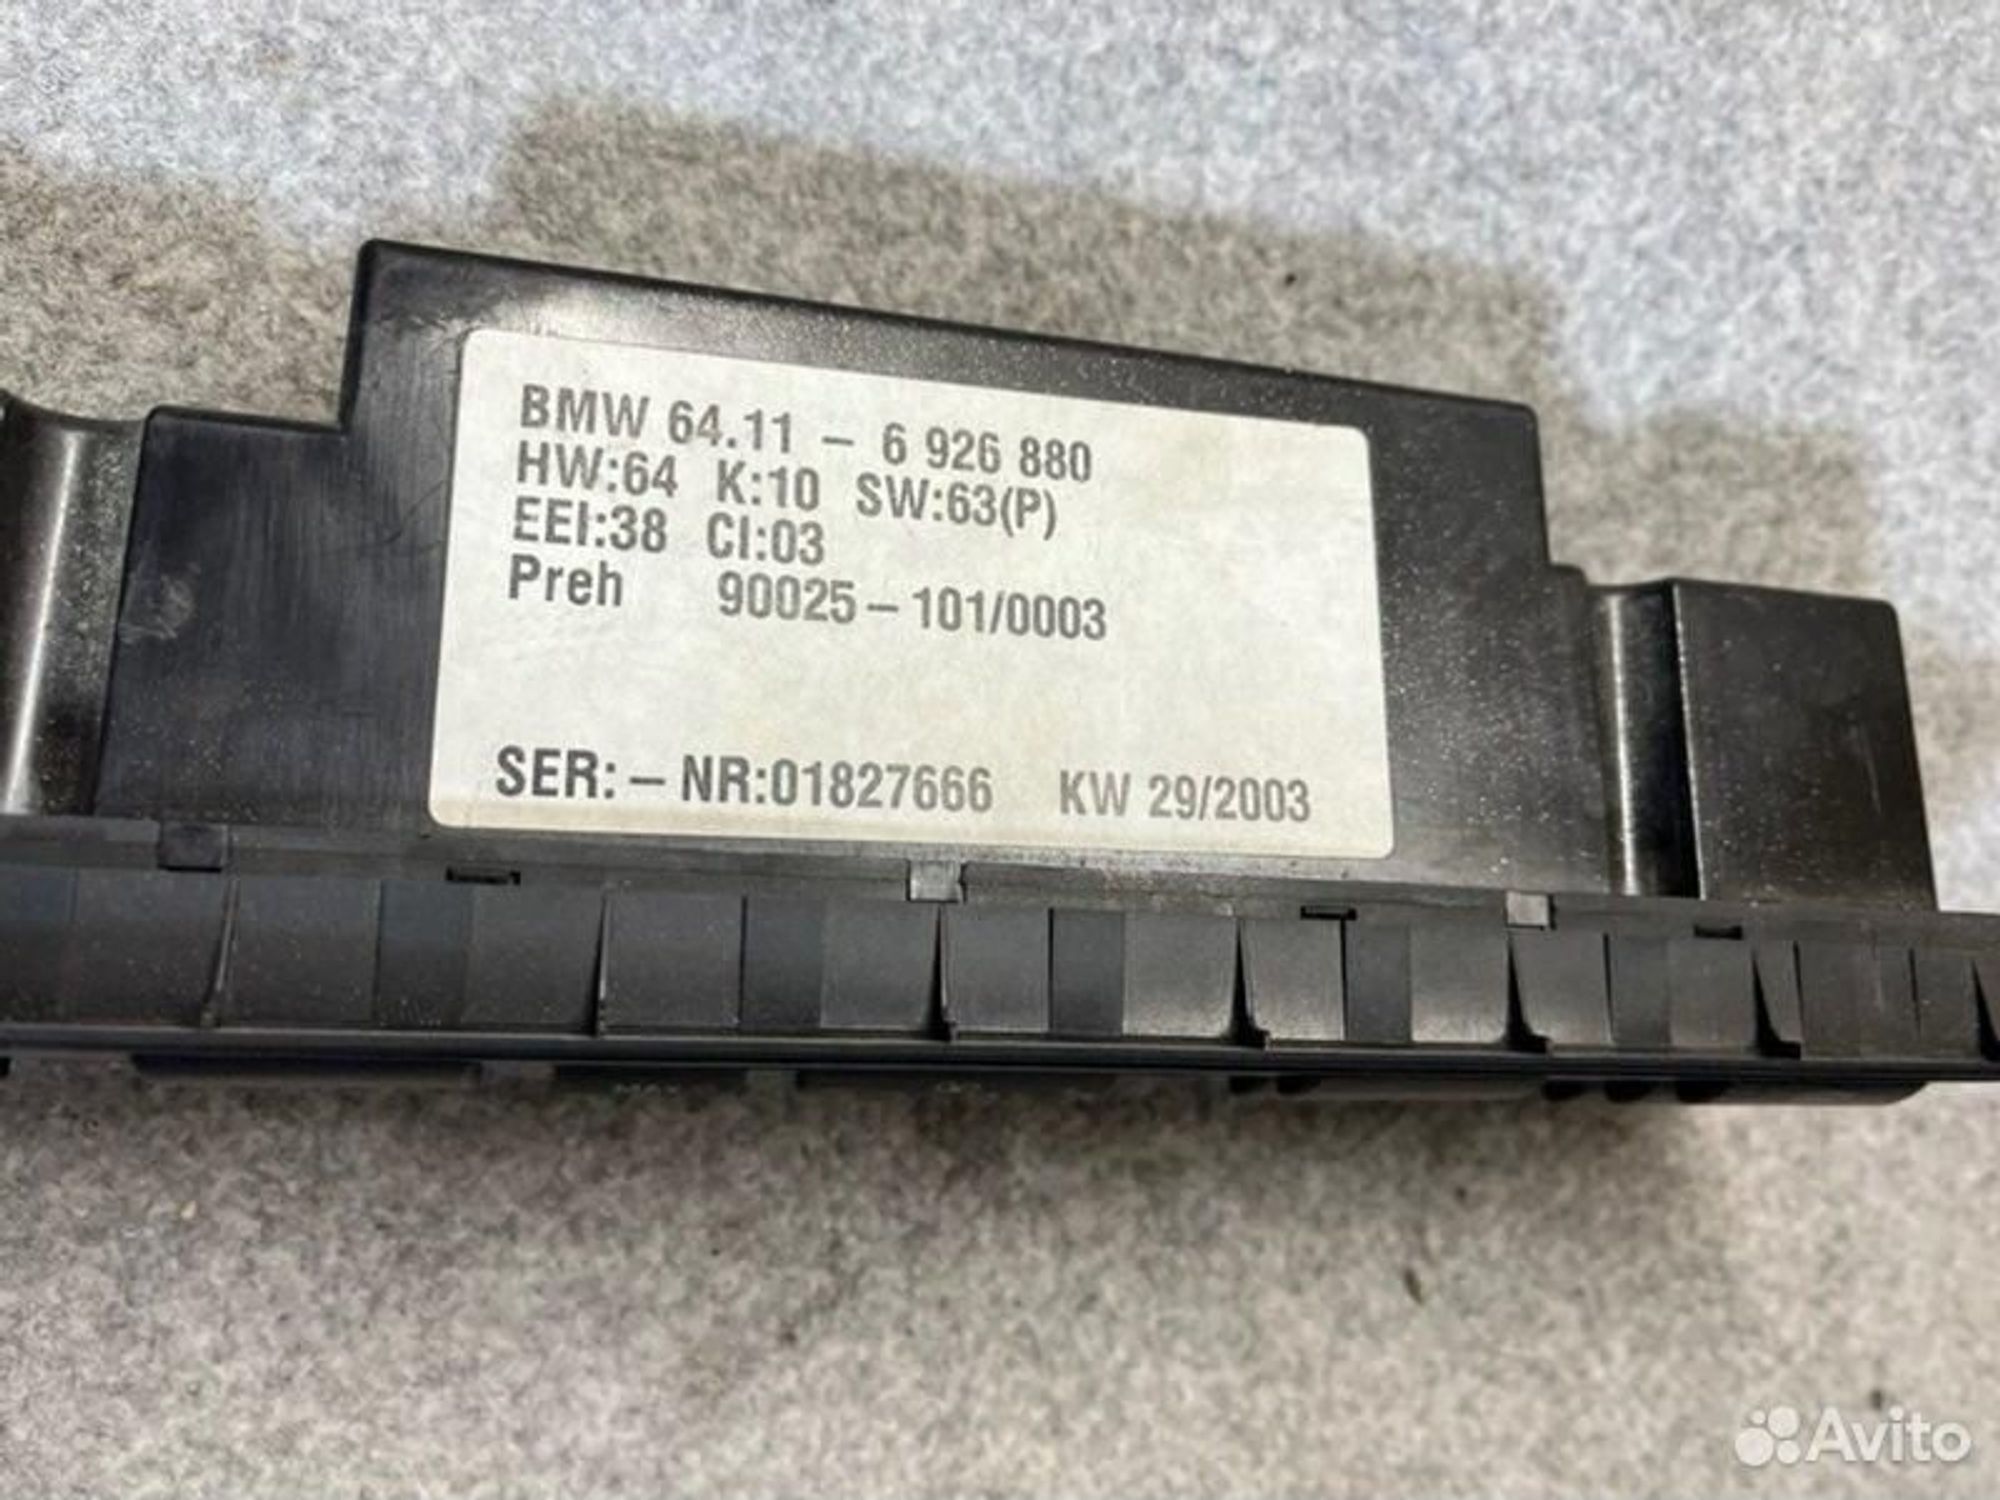 BMW 64.11 – 6 926 880
HW:64 K:10 SW:63(P)
EEI:38 CI:03
Preh 90025–101/0003
SER:–NR:01827666 KW 29/2003
Avito